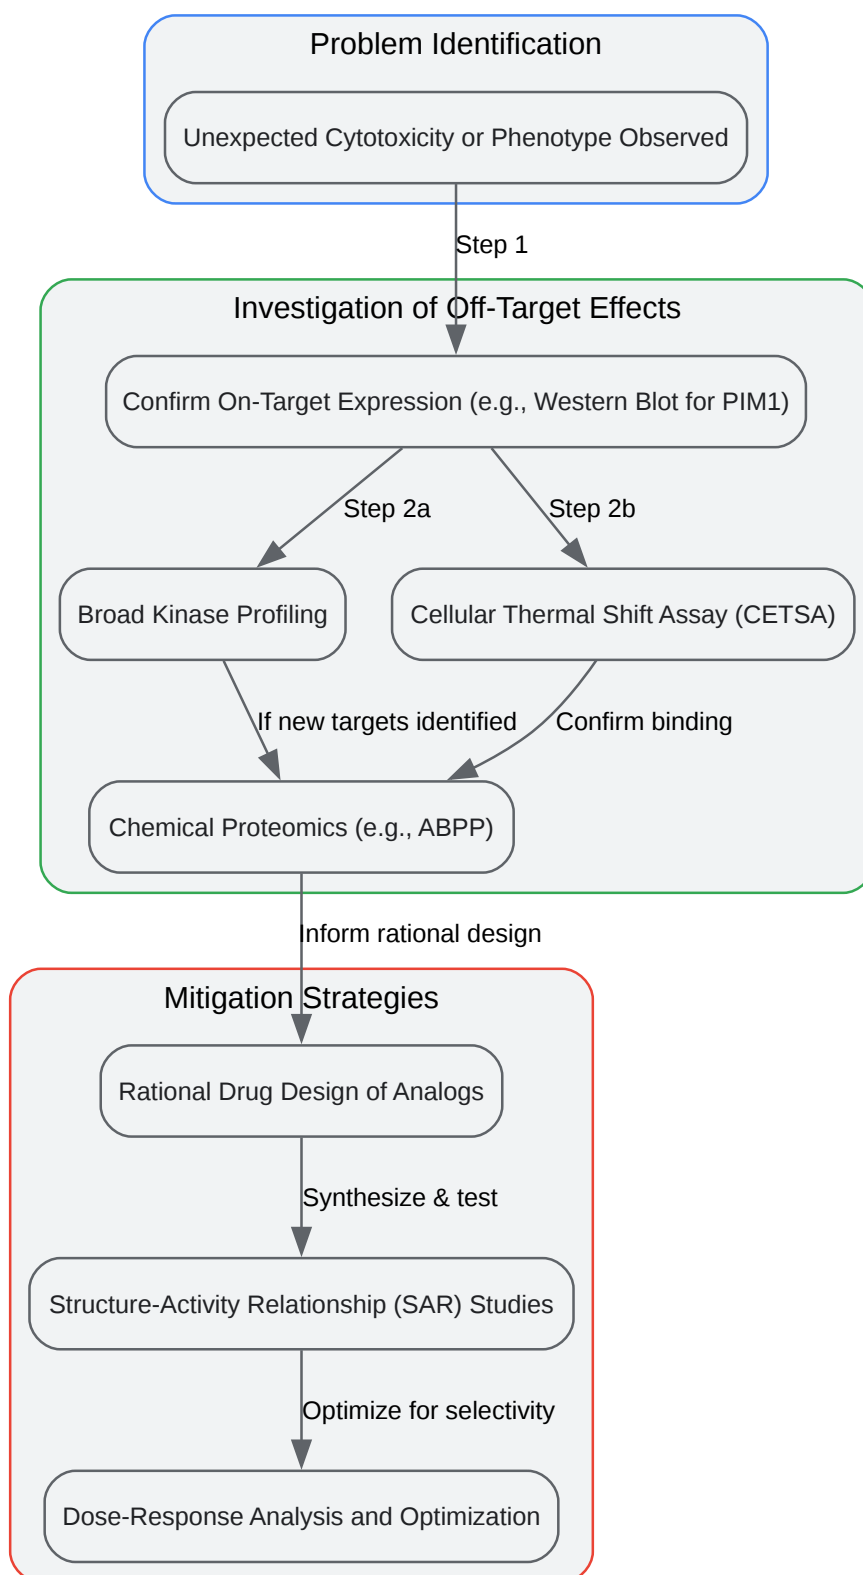 Problem Identification
Unexpected Cytotoxicity or Phenotype Observed
Step 1
Investigation of Off-Target Effects
Confirm On-Target Expression (e.g., Western Blot for PIM1)
Step 2a
Step 2b
Broad Kinase Profiling
Cellular Thermal Shift Assay (CETSA)
If new targets identified
Confirm binding
Chemical Proteomics (e.g., ABPP)
Inform rational design
Mitigation Strategies
Rational Drug Design of Analogs
Synthesize & test
Structure-Activity Relationship (SAR) Studies
Optimize for selectivity
Dose-Response Analysis and Optimization